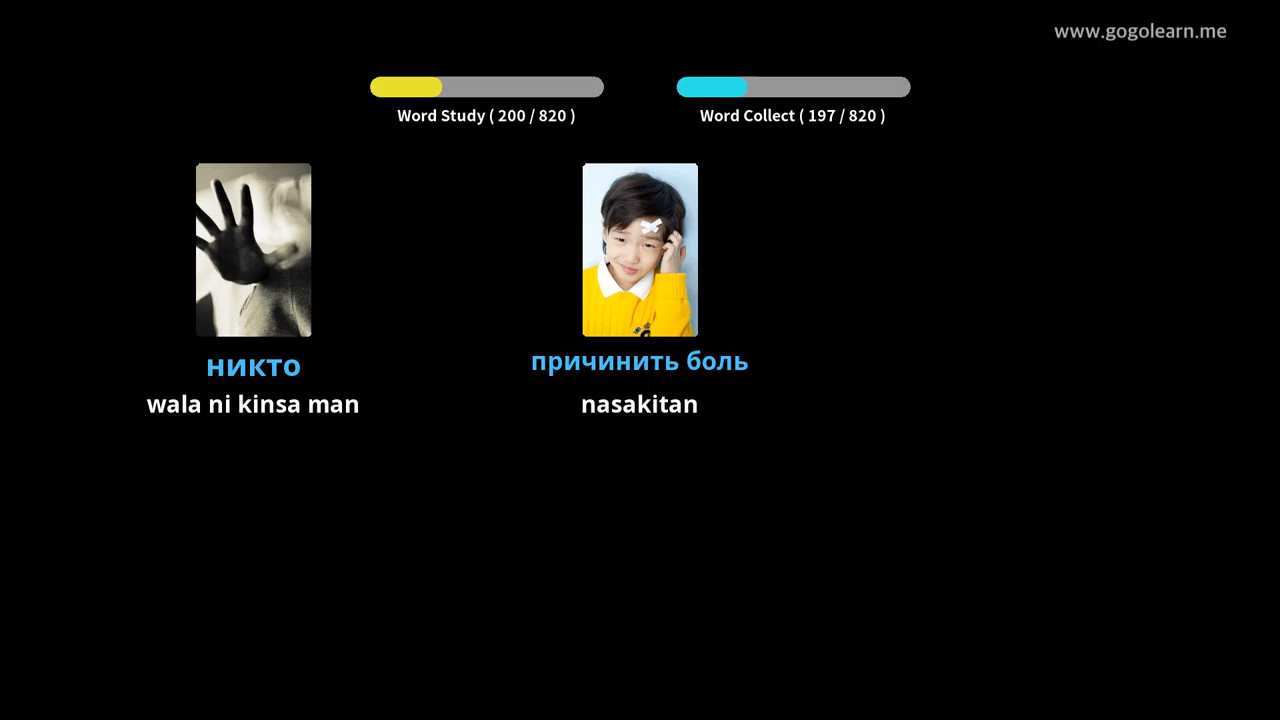 www.gogolearn.me
Word Study ( 200 / 820 )
Word Collect ( 197 / 820 )
никто
причинить боль
wala ni kinsa man
nasakitan